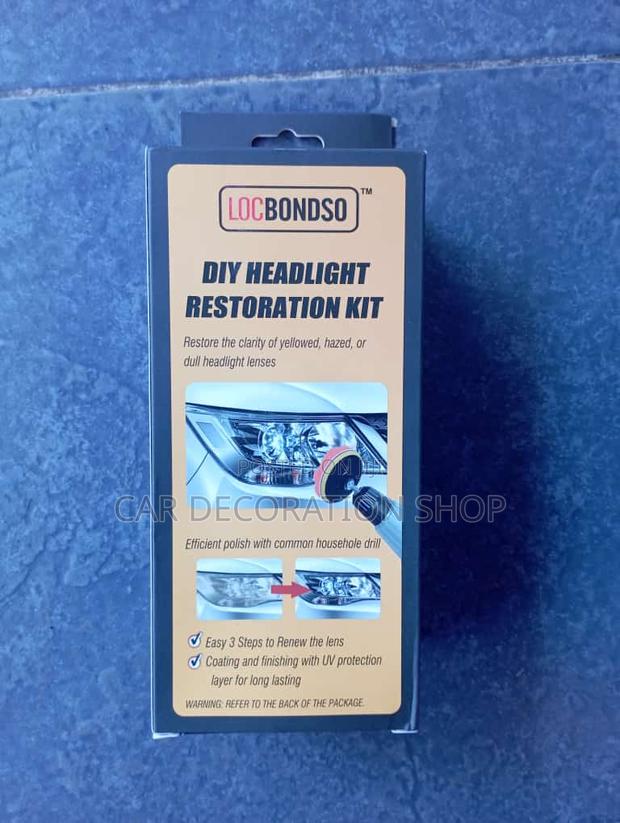 LOCBONDSO™
DIY HEADLIGHT
RESTORATION KIT
Restore the clarity of yellowed, hazed, or
dull headlight lenses
CAR DECORATION SHOP
Efficient polish with common househole drill
Easy 3 Steps to Renew the lens
Coating and finishing with UV protection
layer for long lasting
WARNING: REFER TO THE BACK OF THE PACKAGE.